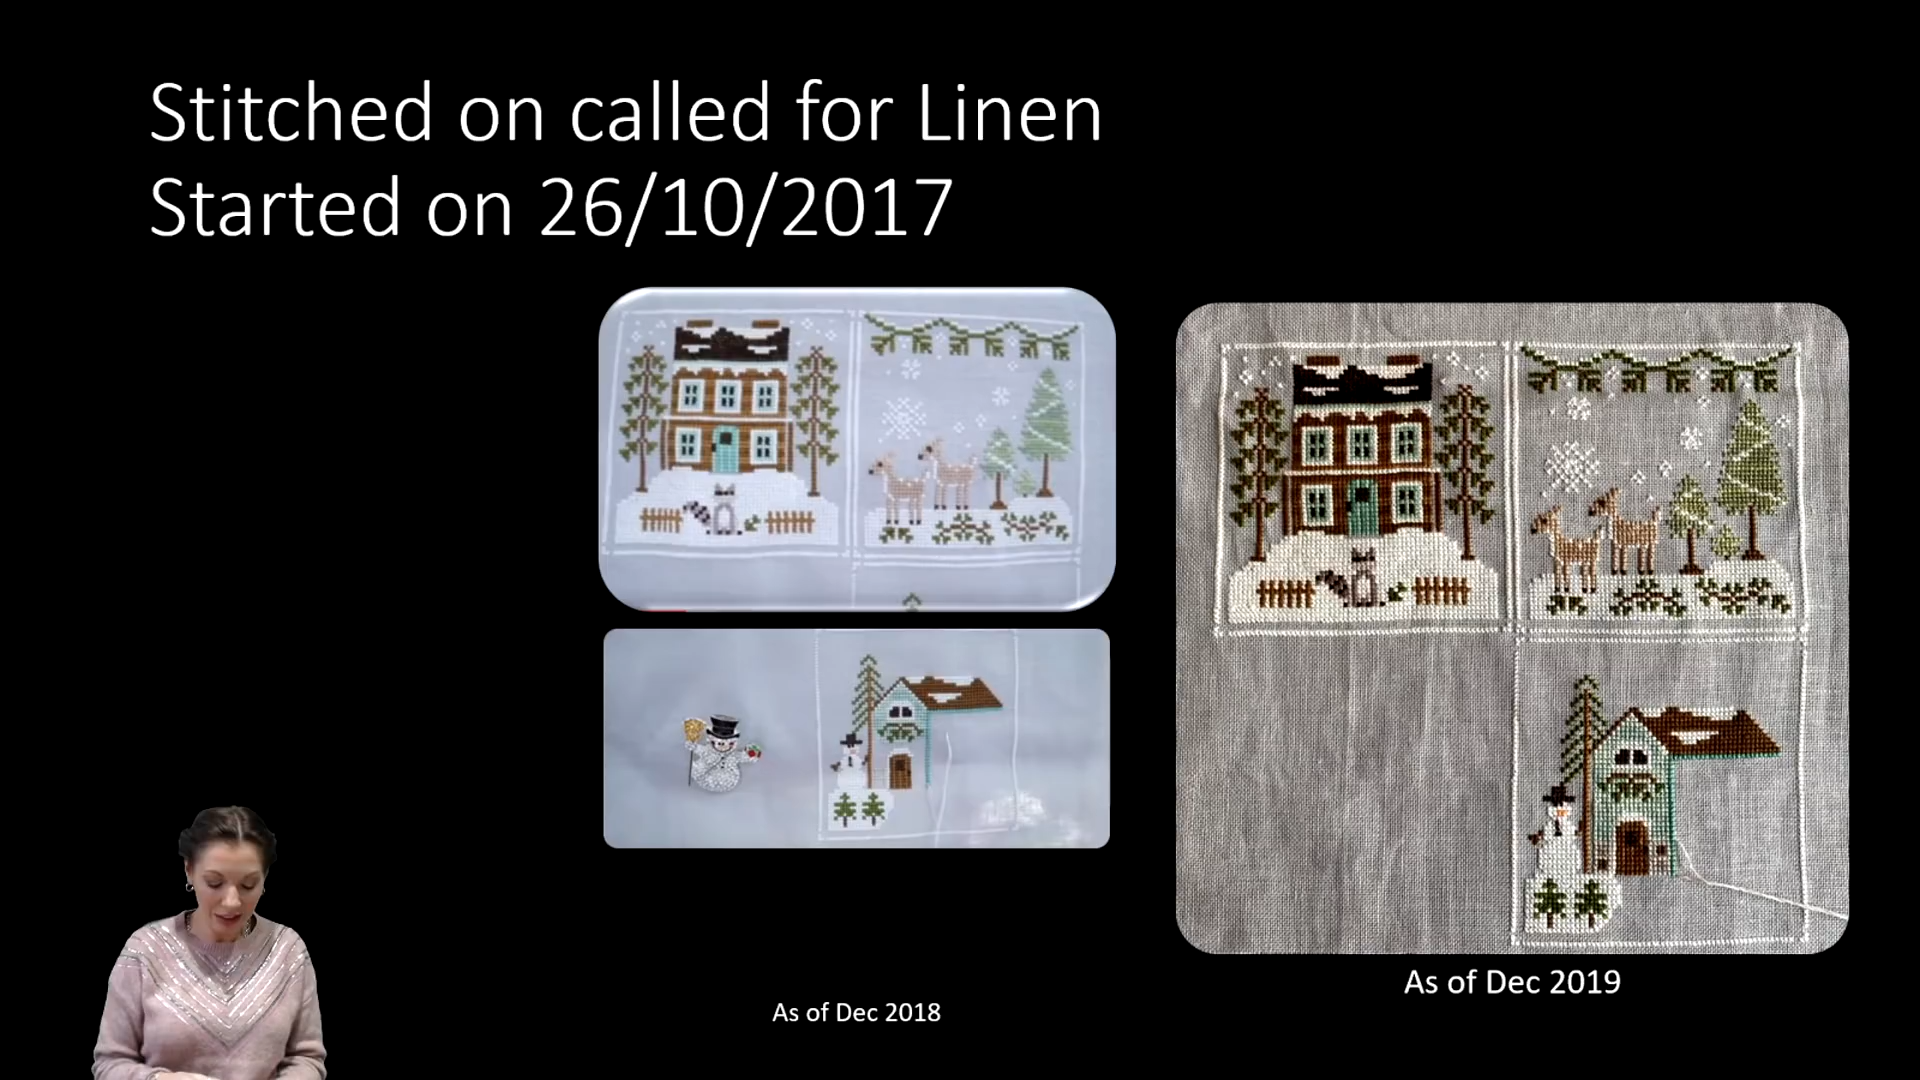 Stitched on called for Linen
Started on 26/10/2017
As of Dec 2018
As of Dec 2019